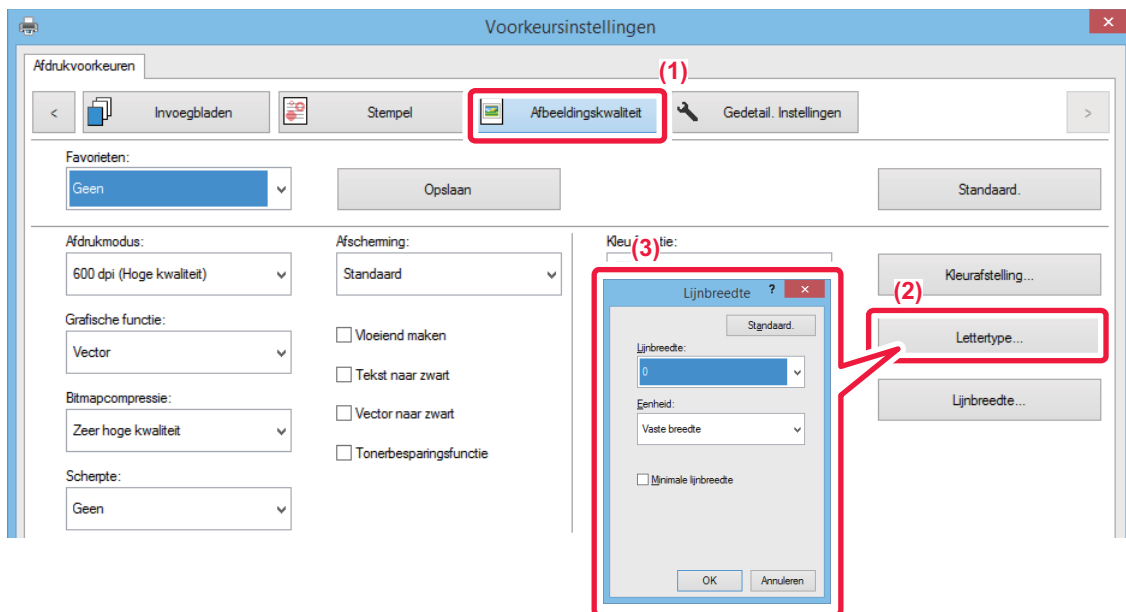 Voorkeursinstellingen
Afdrukvoorkeuren
(1)
< Invoegbladen Stempel Afbeeldingskwaliteit Gedetail. Instellingen >
Favorieten:
Geen Opslaan Standaard.
Afdrukmodus: Afscherming:
(3)
600 dpi (Hoge kwaliteit) Standaard Kleurafstelling...
Lijnbreedte ?
(2)
Standaard.
Grafische functie:
Vector Vloeiend maken Lettertype...
Lijnbreedte:
0
Tekst naar zwart
Bitmapcompressie: Lijnbreedte...
Eenheid:
Vector naar zwart
Zeer hoge kwaliteit Vaste breedte
Tonerbesparingsfunctie
Scherpte:
Minimale lijnbreedte
Geen
OK Annuleren